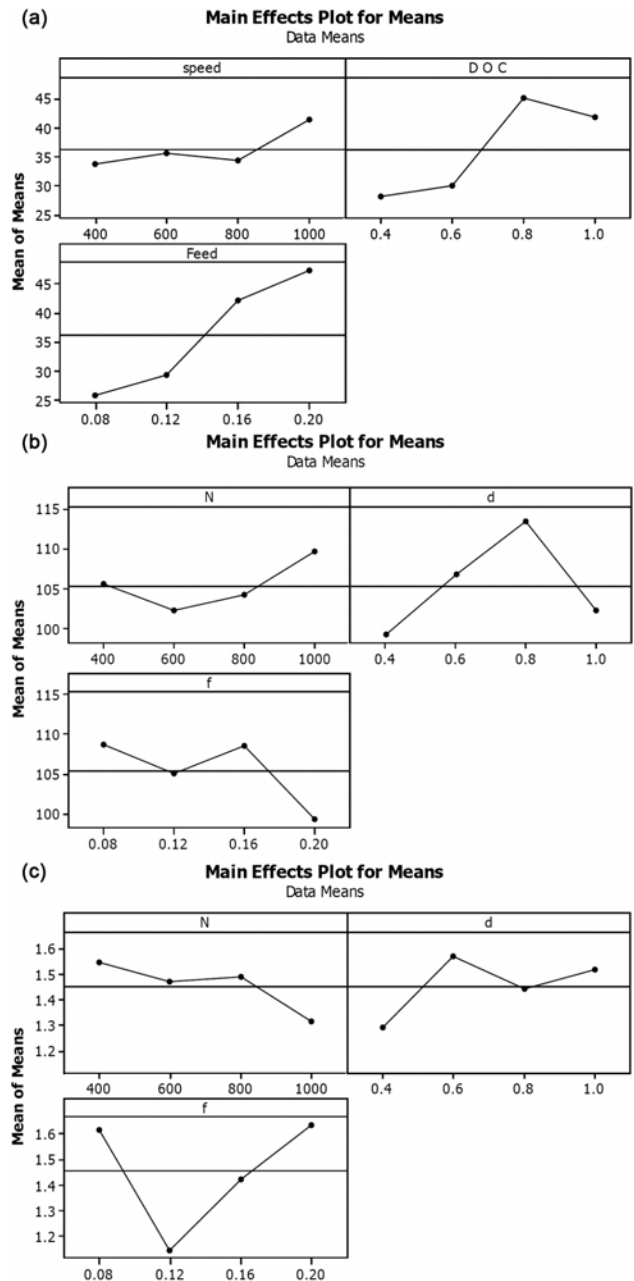 (a)
Main Effects Plot for Means
Data Means
speed
D O C
45
40
35
30
25
400 600 800 1000
0.4 0.6 0.8 1.0
Feed
45
40
35
30
25
0.08 0.12 0.16 0.20
Mean of Means
(b)
Main Effects Plot for Means
Data Means
N
d
115
110
105
100
400 600 800 1000
0.4 0.6 0.8 1.0
f
115
110
105
100
0.08 0.12 0.16 0.20
Mean of Means
(c)
Main Effects Plot for Means
Data Means
N
d
1.6
1.5
1.4
1.3
1.2
400 600 800 1000
0.4 0.6 0.8 1.0
f
1.6
1.5
1.4
1.3
1.2
0.08 0.12 0.16 0.20
Mean of Means